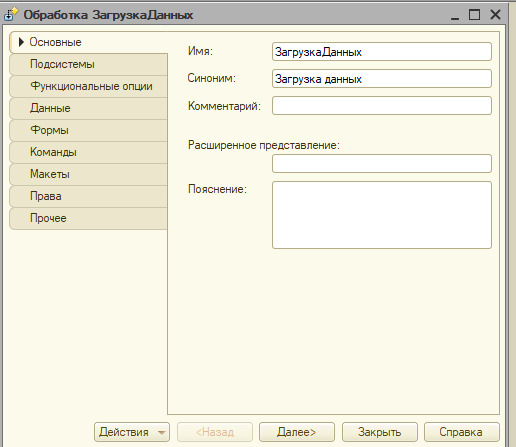 Обработка ЗагрузкаДанных
Основные
Подсистемы
Функциональные опции
Данные
Формы
Команды
Макеты
Права
Прочее
Имя: ЗагрузкаДанных
Синоним: Загрузка данных
Комментарий:
Расширенное представление:
Пояснение:
Действия <Назад Далее> Закрыть Справка